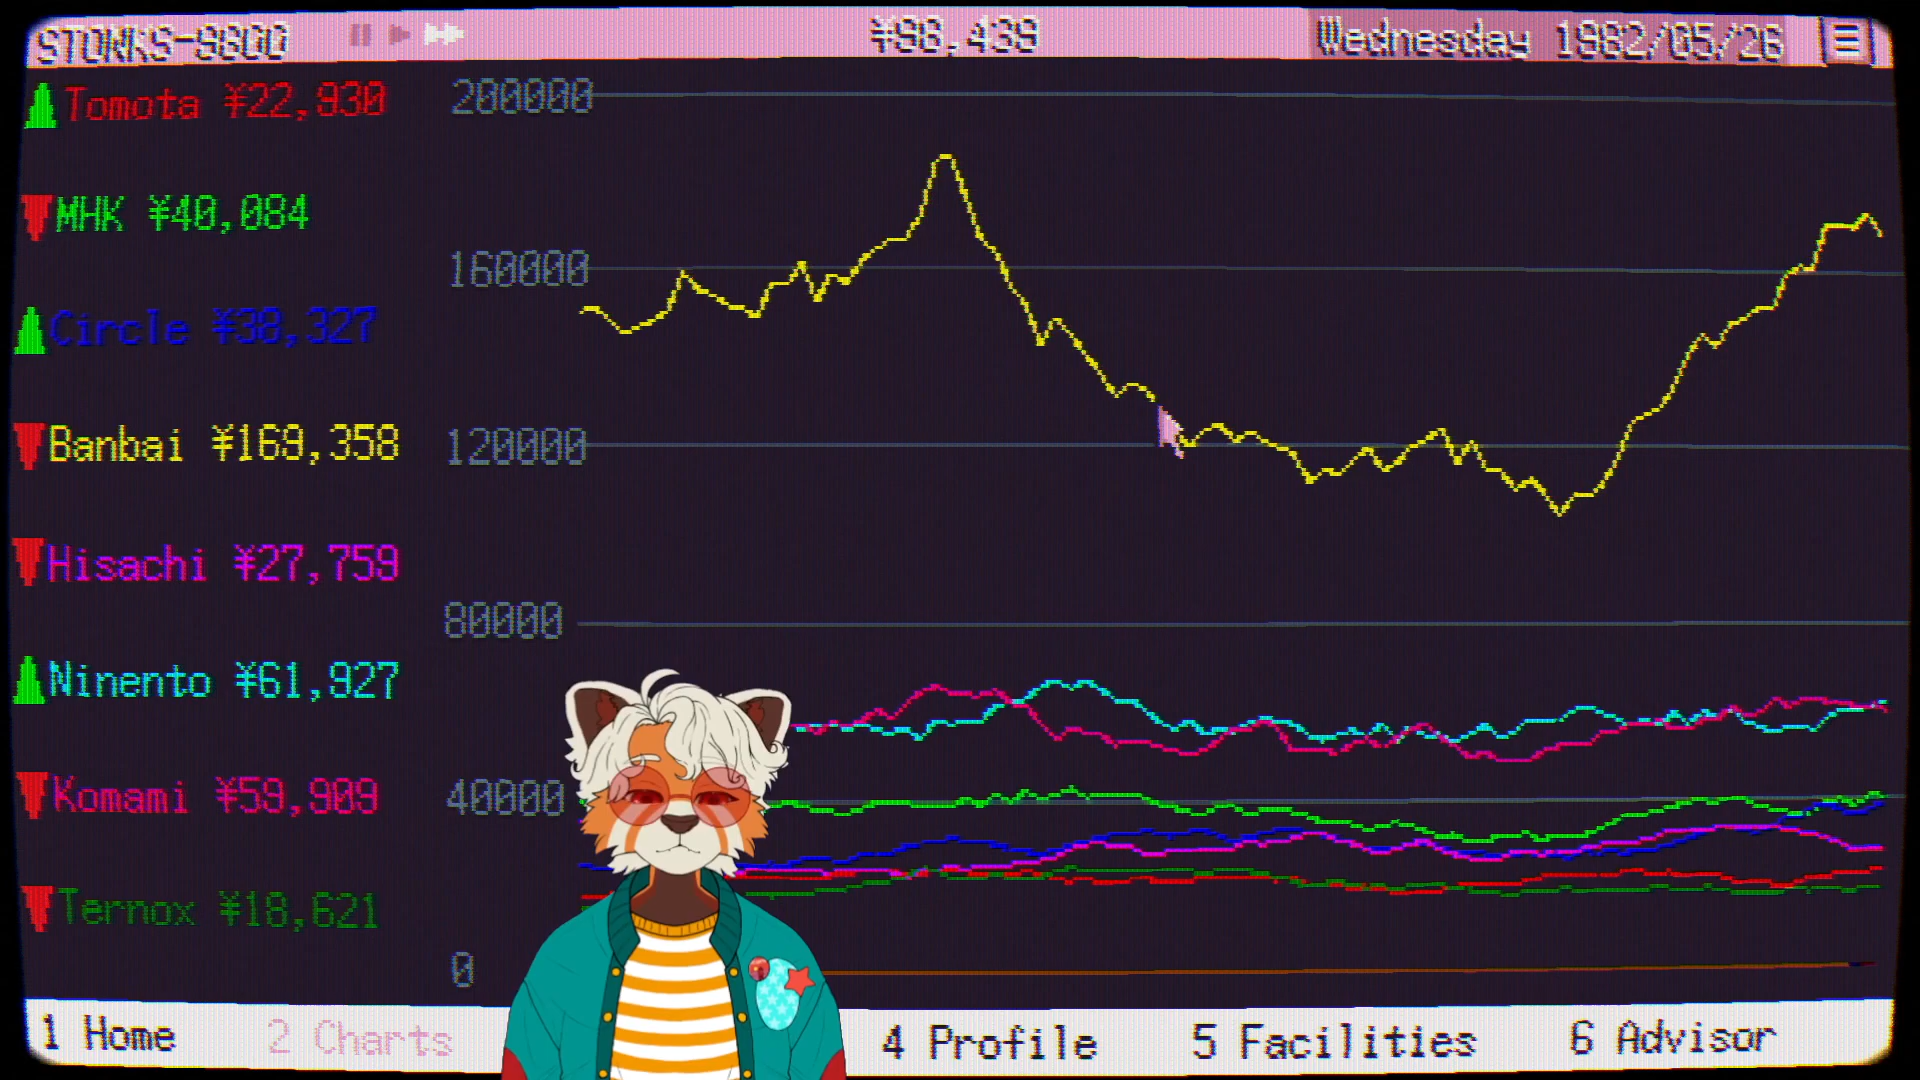 STONKS-9800
¥98,439
Wednesday 1982/05/26
Tomota ¥22,930
MHK ¥40,084
Circle ¥38,327
Banbai ¥169,358
Hisachi ¥27,759
Ninento ¥61,927
Komami ¥59,909
Ternox ¥18,621
200000
160000
120000
80000
40000
0
1 Home
2 Charts
4 Profile
5 Facilities
6 Advisor